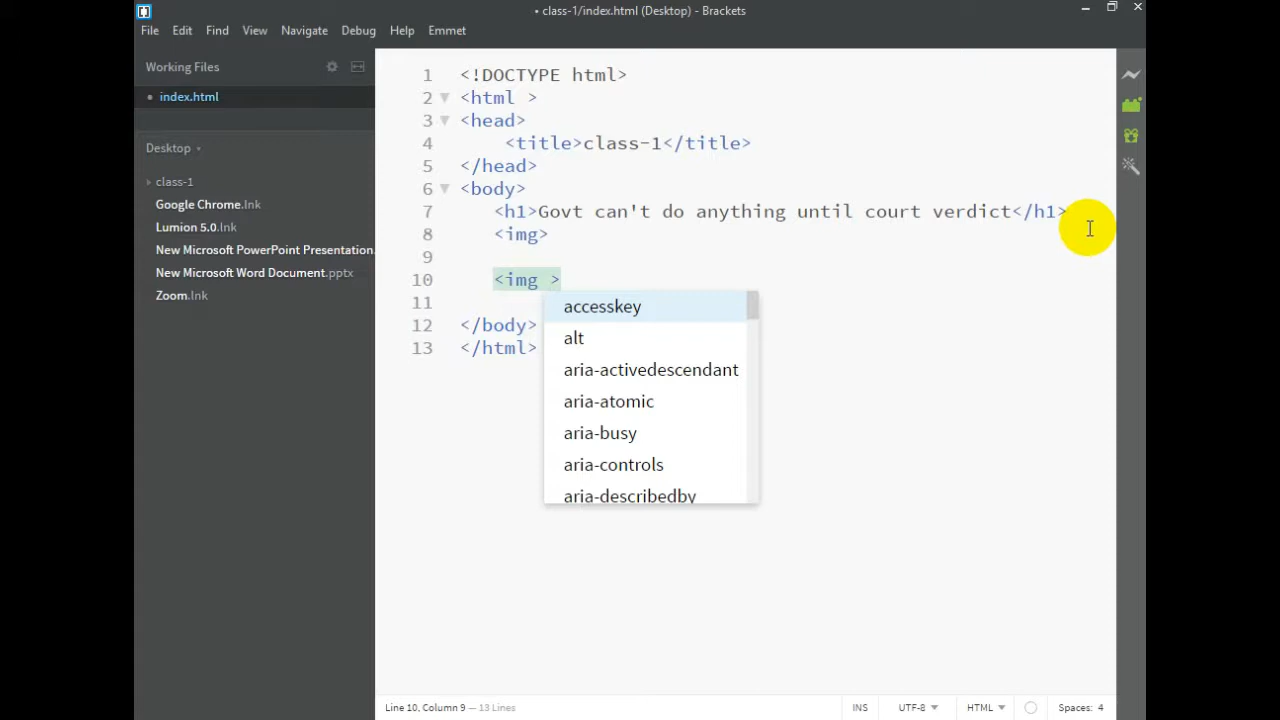 • class-1/index.html (Desktop) - Brackets
File Edit Find View Navigate Debug Help Emmet
Working Files
• index.html
Desktop
class-1
Google Chrome.lnk
Lumion 5.0.lnk
New Microsoft PowerPoint Presentation.
New Microsoft Word Document.pptx
Zoom.lnk
1 <!DOCTYPE html>
2 <html >
3 <head>
4 <title>class-1</title>
5 </head>
6 <body>
7 <h1>Govt can't do anything until court verdict</h1>
8 <img>
9
10 <img >
11
12 </body>
13 </html>
accesskey
alt
aria-activedescendant
aria-atomic
aria-busy
aria-controls
aria-describedby
Line 10, Column 9 — 13 Lines
INS UTF-8 HTML Spaces: 4